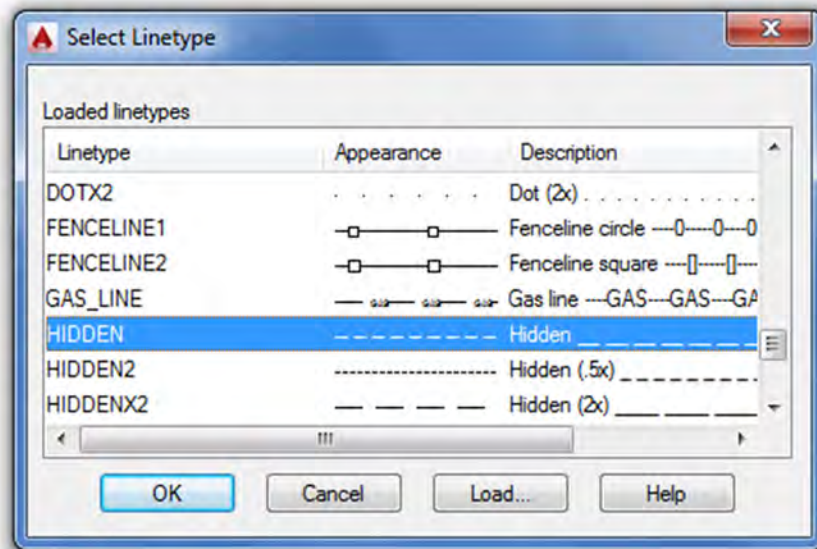 Select Linetype
Loaded linetypes
Linetype Appearance Description
DOTX2 Dot (2x) . . . . . . . . . . .
FENCELINE1 Fenceline circle ----0-----0----0
FENCELINE2 Fenceline square ----[]-----[]----
GAS_LINE Gas line ----GAS----GAS----GA
HIDDEN Hidden __ __ __ __ __ __
HIDDEN2 Hidden (.5x) _ _ _ _ _ _ _ _
HIDDENX2 Hidden (2x) ____ ____ ____
OK Cancel Load... Help